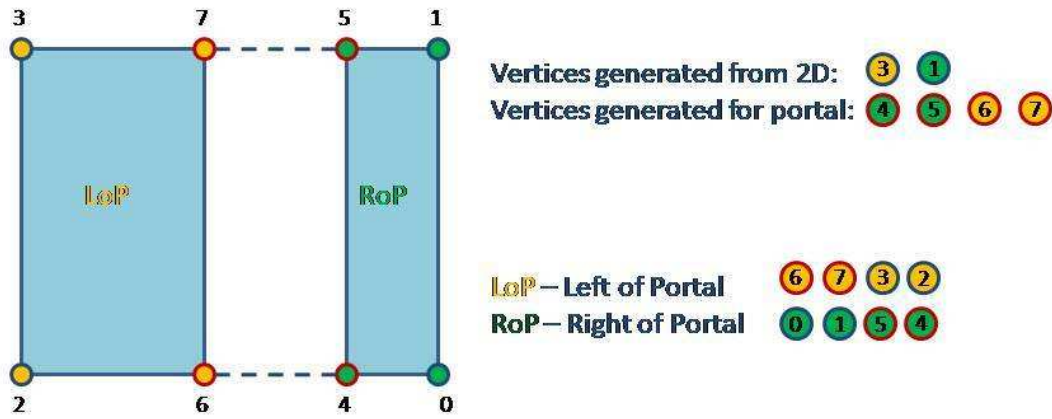 3 7 5 1
Vertices generated from 2D: 3 1
Vertices generated for portal: 4 5 6 7
LoP RoP
LoP – Left of Portal 6 7 3 2
RoP – Right of Portal 0 1 5 4
2 6 4 0